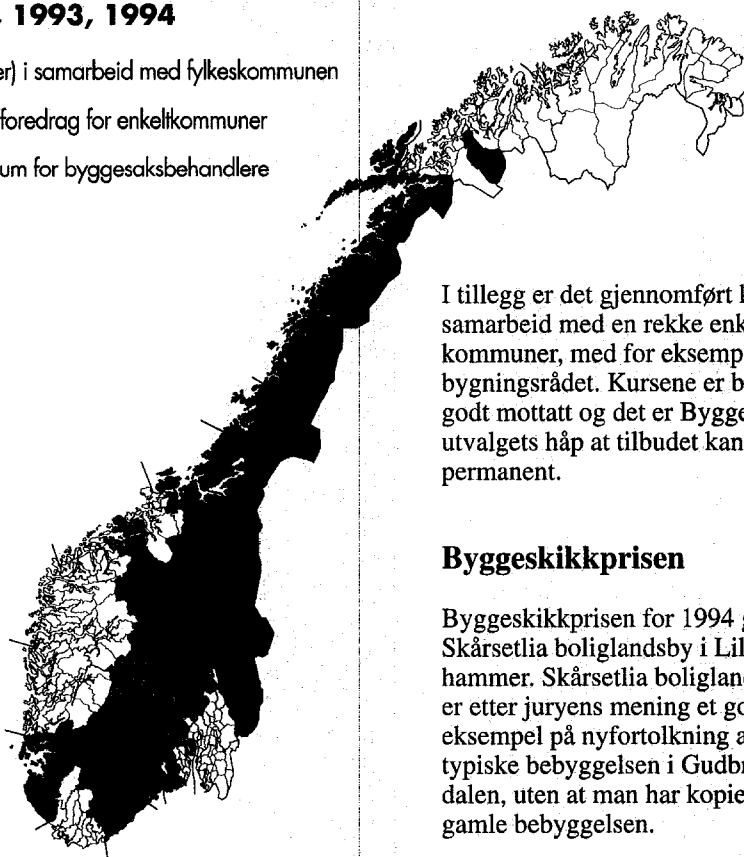 , 1993, 1994
er) i samarbeid med fylkeskommunen
foredrag for enkeltkommuner
um for byggesaksbehandlere
I tillegg er det gjennomført k
samarbeid med en rekke enk
kommuner, med for eksemp
bygningsrådet. Kursene er b
godt mottatt og det er Bygge
utvalgets håp at tilbudet kan
permanent.
Byggeskikkprisen
Byggeskikkprisen for 1994 g
Skårsetlia boliglandsby i Lil
hammer. Skårsetlia boligland
er etter juryens mening et go
eksempel på nyfortolkning a
typiske bebyggelsen i Gudbr
dalen, uten at man har kopie
gamle bebyggelsen.